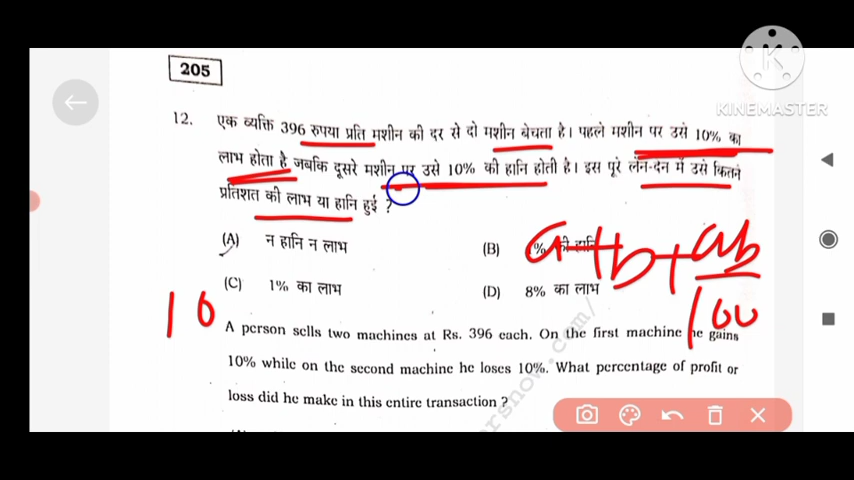 KINEMASTER
205
12. एक व्यक्ति 396 रुपया प्रति मशीन की दर से दो मशीन बेचता है। पहले मशीन पर उसे 10% का
लाभ होता है जबकि दूसरे मशीन पर उसे 10% की हानि होती है। इस पूरे लेन-देन में उसे कितने
प्रतिशत की लाभ या हानि हुई ?
(A) न हानि न लाभ
(B) % की हानि
a+b+ab/100
(C) 1% का लाभ
(D) 8% का लाभ
10
A person sells two machines at Rs. 396 each. On the first machine he gains
10% while on the second machine he loses 10%. What percentage of profit or
loss did he make in this entire transaction ?